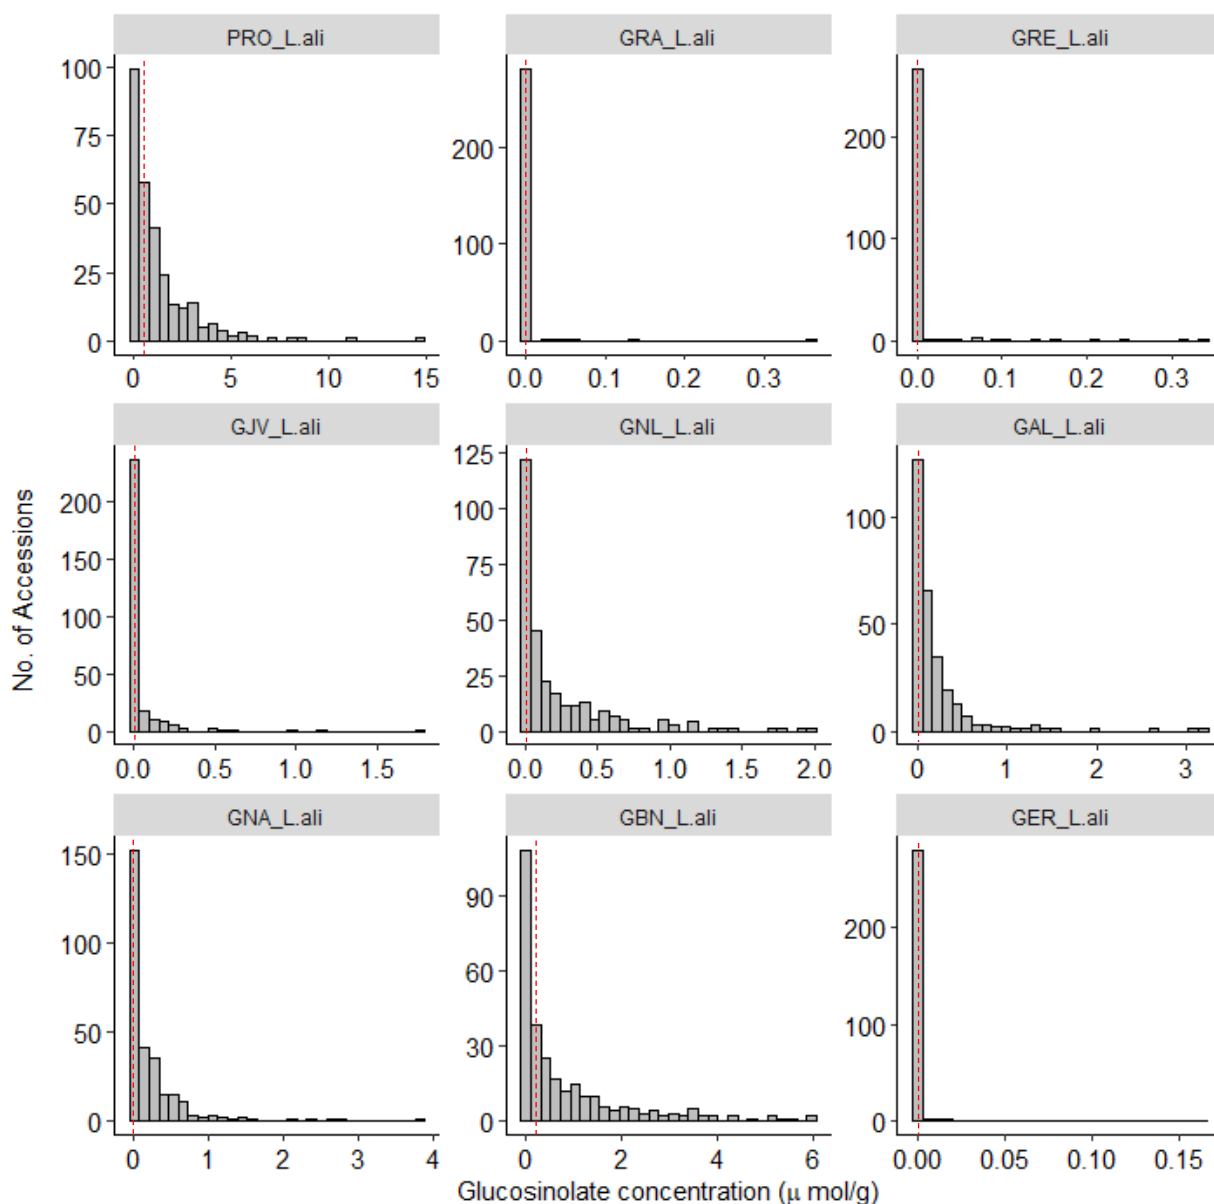 PRO_L.ali GRA_L.ali GRE_L.ali
100
75
50
25
0
0 5 10 15
200
100
0
0.0 0.1 0.2 0.3
200
100
0
0.0 0.1 0.2 0.3
GJV_L.ali GNL_L.ali GAL_L.ali
No. of Accessions
200
150
100
50
0
0.0 0.5 1.0 1.5
125
100
75
50
25
0
0.0 0.5 1.0 1.5 2.0
100
50
0
0 1 2 3
GNA_L.ali GBN_L.ali GER_L.ali
150
100
50
0
0 1 2 3 4
90
60
30
0
0 2 4 6
200
100
0
0.00 0.05 0.10 0.15
Glucosinolate concentration (μ mol/g)